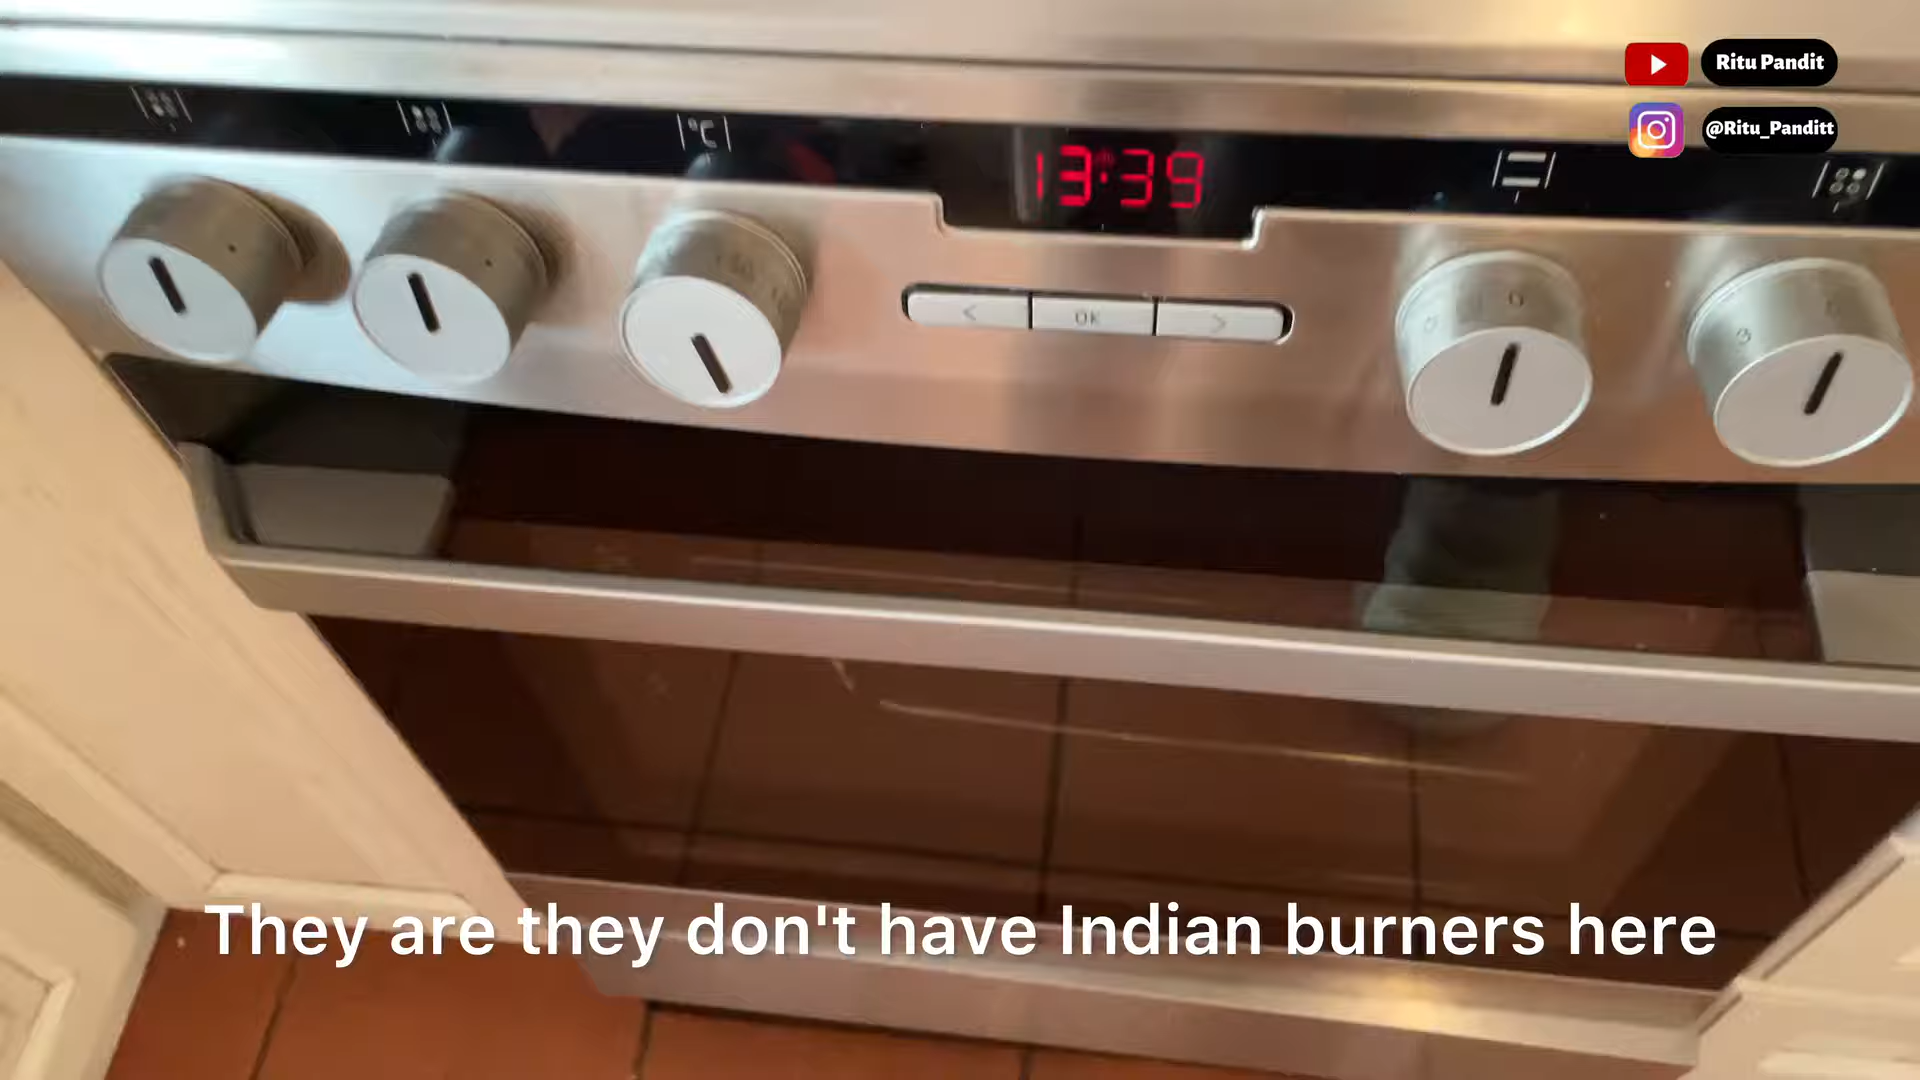 Ritu Pandit
@Ritu_Panditt
°C
13:39
< OK >
They are they don't have Indian burners here